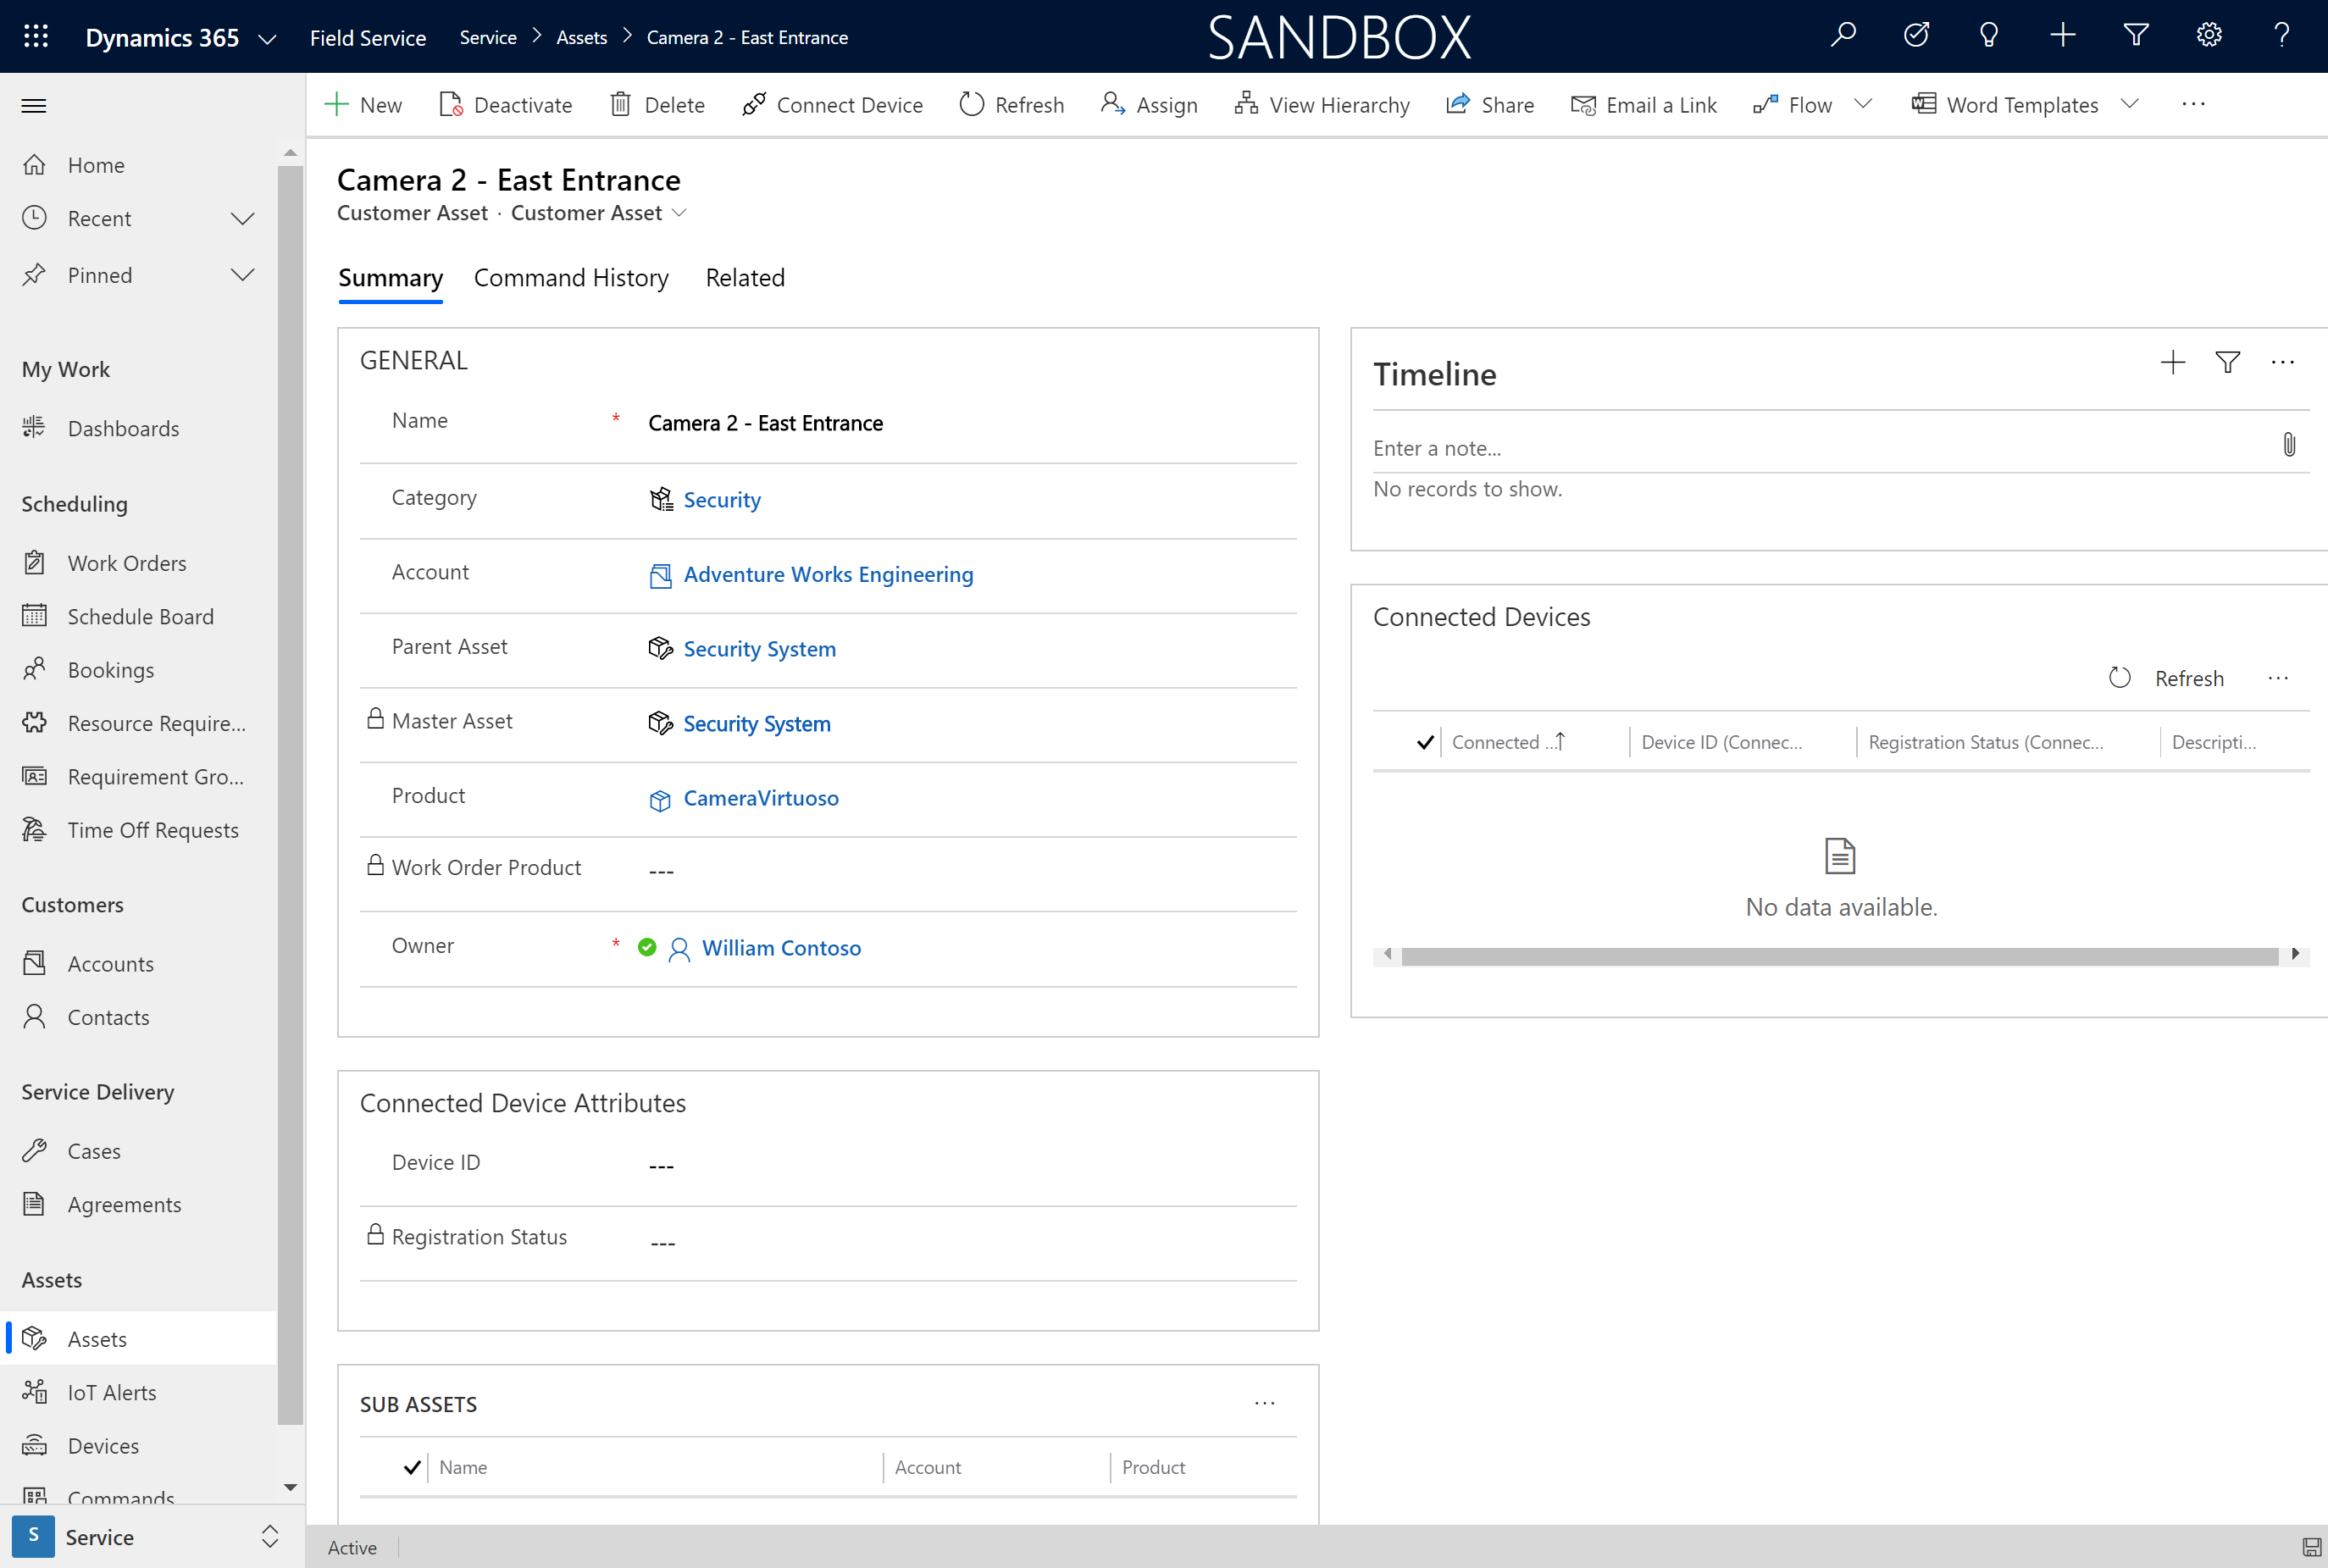 Dynamics 365
Field Service
Service
Assets
Camera 2 - East Entrance
SANDBOX
New
Deactivate
Delete
Connect Device
Refresh
Assign
View Hierarchy
Share
Email a Link
Flow
Word Templates
Home
Recent
Pinned
My Work
Dashboards
Scheduling
Work Orders
Schedule Board
Bookings
Resource Require...
Requirement Gro...
Time Off Requests
Customers
Accounts
Contacts
Service Delivery
Cases
Agreements
Assets
Assets
IoT Alerts
Devices
Commands
S Service
Camera 2 - East Entrance
Customer Asset · Customer Asset
Summary
Command History
Related
GENERAL
Name * Camera 2 - East Entrance
Category Security
Account Adventure Works Engineering
Parent Asset Security System
Master Asset Security System
Product CameraVirtuoso
Work Order Product ---
Owner * William Contoso
Connected Device Attributes
Device ID ---
Registration Status ---
SUB ASSETS
Name Account Product
Timeline
Enter a note...
No records to show.
Connected Devices
Refresh
Connected ... Device ID (Connec... Registration Status (Connec... Descripti...
No data available.
Active